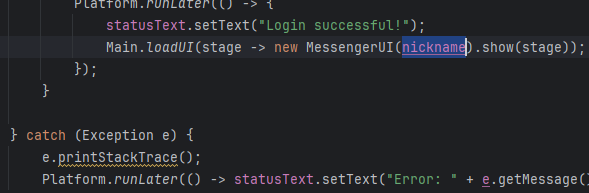 Platform.runLater(() -> {
statusText.setText("Login successful!");
Main.loadUI(stage -> new MessengerUI(nickname).show(stage));
});
}
} catch (Exception e) {
e.printStackTrace();
Platform.runLater(() -> statusText.setText("Error: " + e.getMessage()